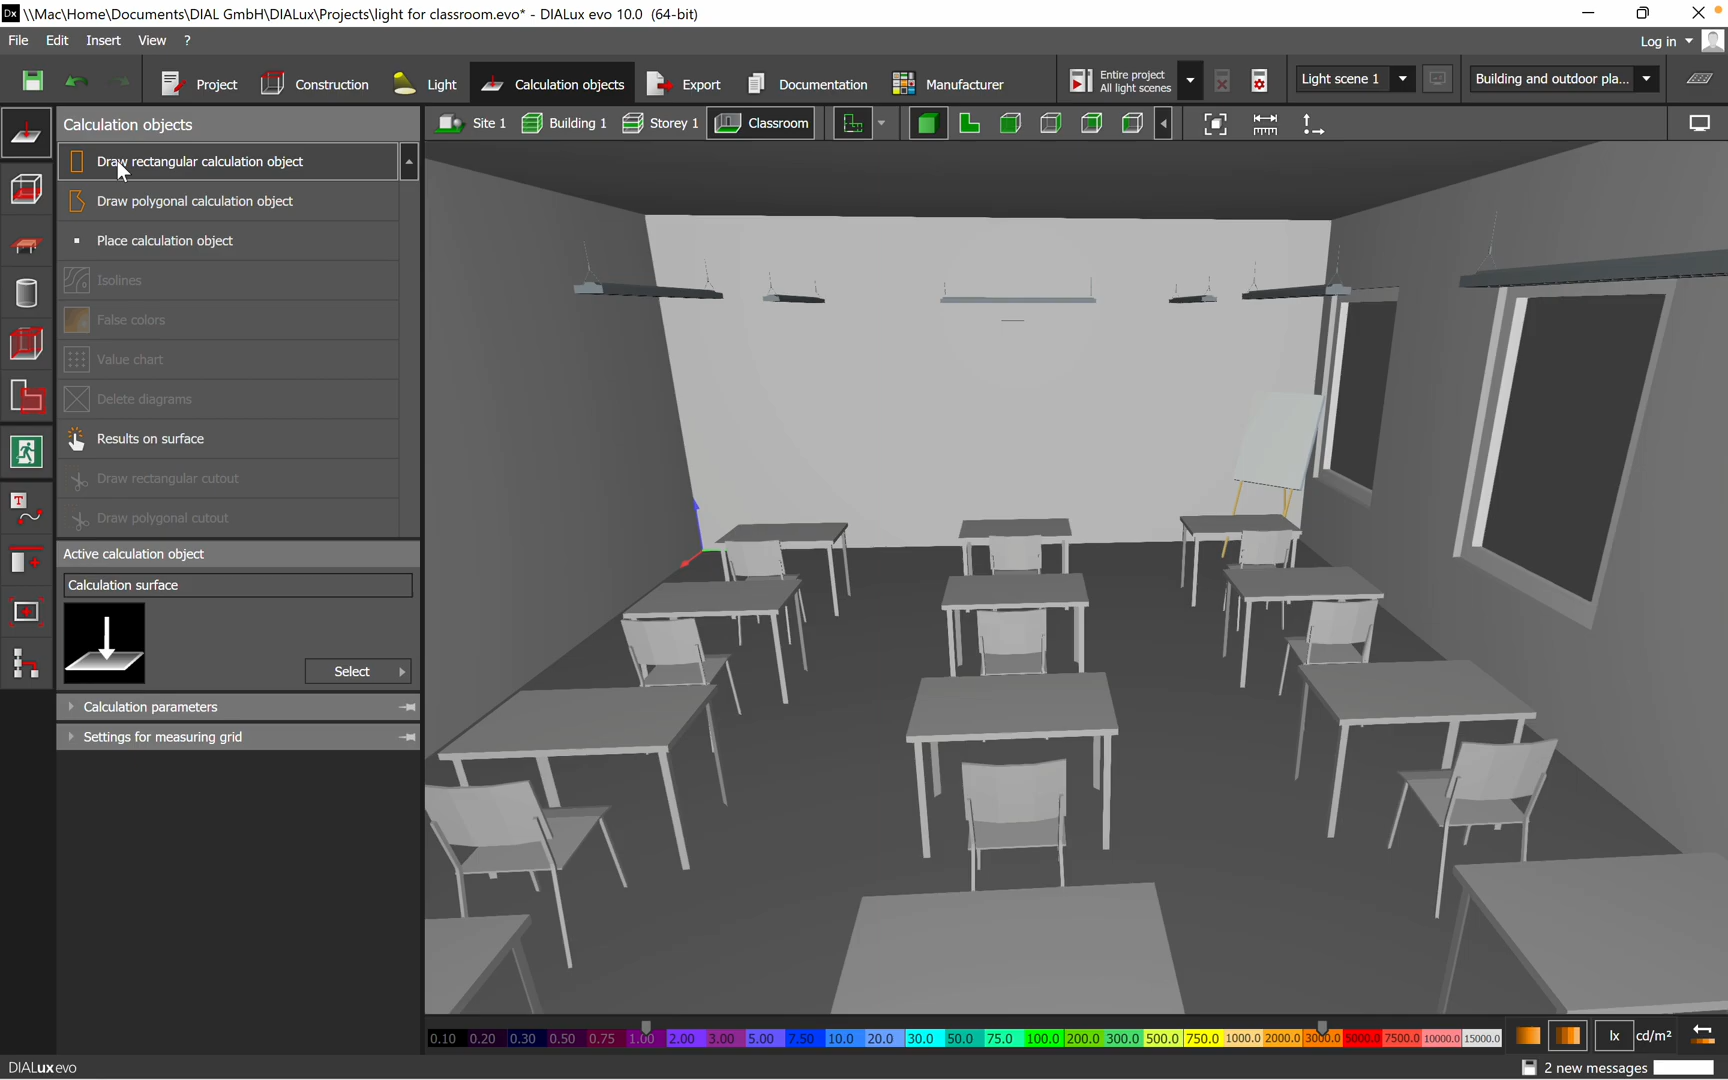 Dx \\Mac\Home\Documents\DIAL GmbH\DIALux\Projects\light for classroom.evo* - DIALux evo 10.0 (64-bit)
File Edit Insert View ? Log in
Project Construction Light Calculation objects Export Documentation Manufacturer Entire project All light scenes Light scene 1 Building and outdoor pla...
Calculation objects Site 1 Building 1 Storey 1 Classroom
Draw rectangular calculation object
Draw polygonal calculation object
Place calculation object
Isolines
False colors
Value chart
Delete diagrams
Results on surface
Draw rectangular cutout
Draw polygonal cutout
T
Active calculation object
Calculation surface
Select
Calculation parameters
Settings for measuring grid
0.10 0.20 0.30 0.50 0.75 1.00 2.00 3.00 5.00 7.50 10.0 20.0 30.0 50.0 75.0 100.0 200.0 300.0 500.0 750.0 1000.0 2000.0 3000.0 5000.0 7500.0 10000.0 15000.0 lx cd/m²
DIALux evo 2 new messages